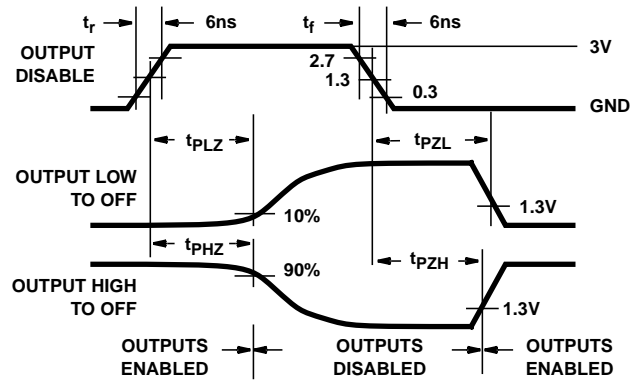 tr 6ns tf 6ns
OUTPUT
DISABLE
3V
2.7
1.3
0.3
GND
tPLZ tPZL
OUTPUT LOW
TO OFF
10%
1.3V
tPHZ tPZH
90%
OUTPUT HIGH
TO OFF
1.3V
OUTPUTS
ENABLED
OUTPUTS
DISABLED
OUTPUTS
ENABLED